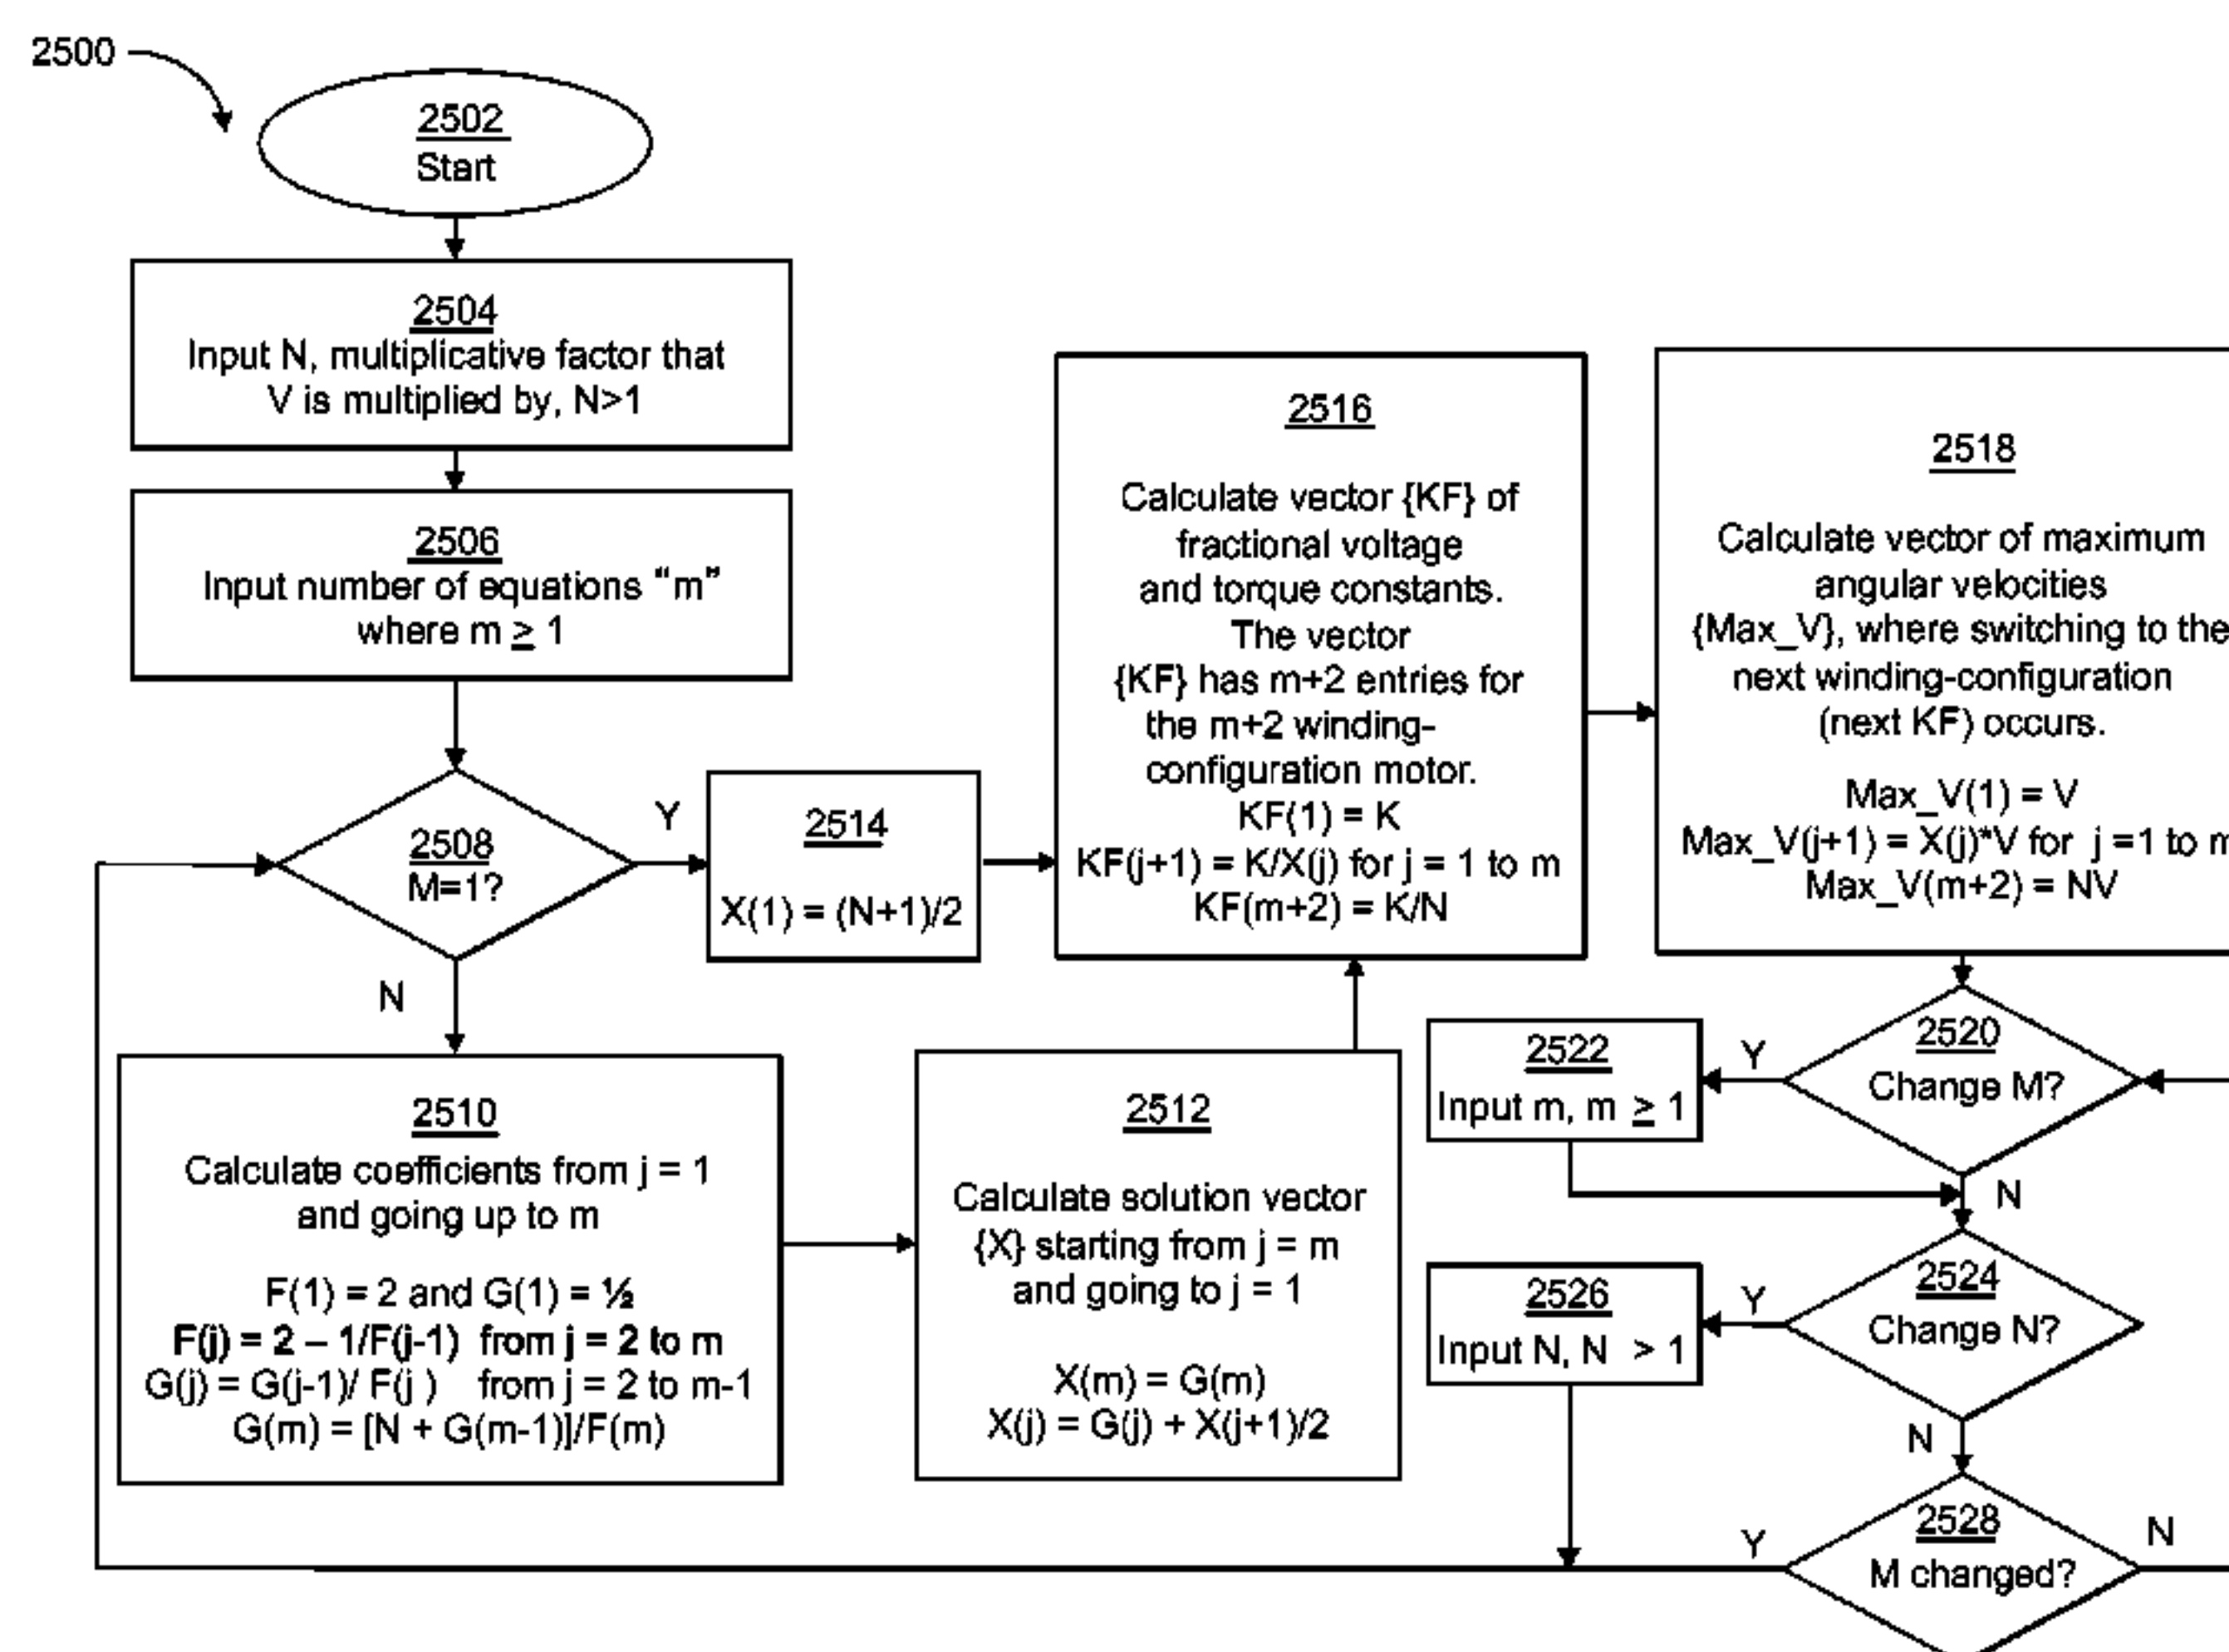 2500
2502
Start
2504
Input N, multiplicative factor that
V is multiplied by, N>1
2506
Input number of equations “m”
where m ≥ 1
2508
M=1?
Y
N
2514
X(1) = (N+1)/2
2510
Calculate coefficients from j = 1
and going up to m
F(1) = 2 and G(1) = ½
F(j) = 2 – 1/F(j-1) from j = 2 to m
G(j) = G(j-1)/ F(j ) from j = 2 to m-1
G(m) = [N + G(m-1)]/F(m)
2512
Calculate solution vector
{X} starting from j = m
and going to j = 1
X(m) = G(m)
X(j) = G(j) + X(j+1)/2
2516
Calculate vector {KF} of
fractional voltage
and torque constants.
The vector
{KF} has m+2 entries for
the m+2 winding-
configuration motor.
KF(1) = K
KF(j+1) = K/X(j) for j = 1 to m
KF(m+2) = K/N
2518
Calculate vector of maximum
angular velocities
{Max_V}, where switching to the
next winding-configuration
(next KF) occurs.
Max_V(1) = V
Max_V(j+1) = X(j)*V for j =1 to m
Max_V(m+2) = NV
2520
Change M?
Y
N
2522
Input m, m ≥ 1
2524
Change N?
Y
N
2526
Input N, N > 1
2528
M changed?
Y
N